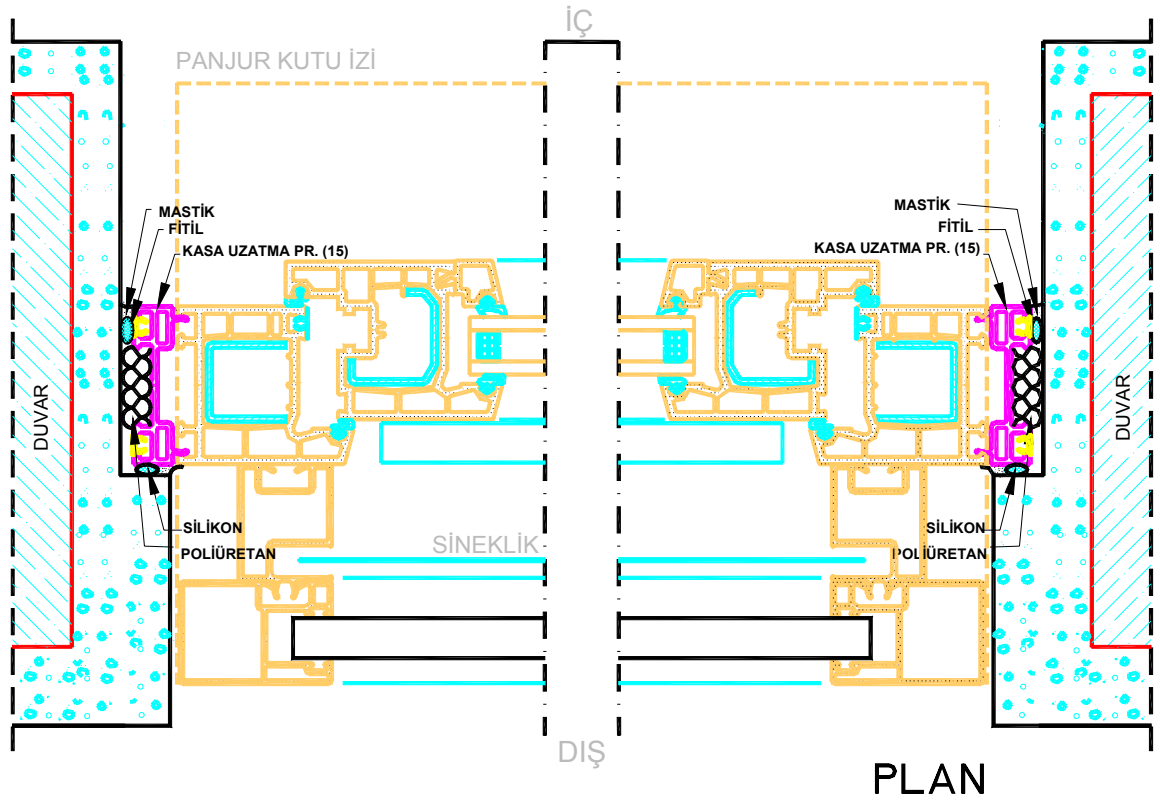 İÇ
PANJUR KUTU İZİ
MASTİK
FİTİL
KASA UZATMA PR. (15)
MASTİK
FİTİL
KASA UZATMA PR. (15)
DUVAR
DUVAR
SİLİKON
POLİÜRETAN
SİNEKLİK
SİLİKON
POLİÜRETAN
DIŞ
PLAN